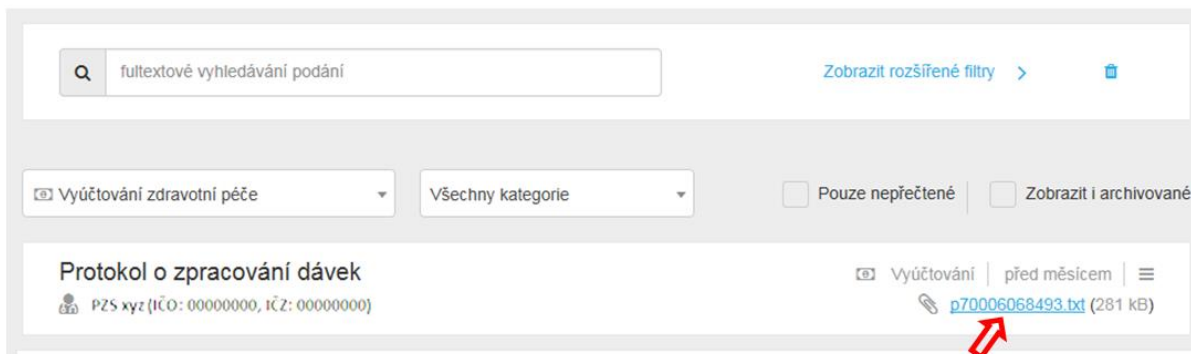 fultextové vyhledávání podání
Zobrazit rozšířené filtry
Vyúčtování zdravotní péče
Všechny kategorie
Pouze nepřečtené
Zobrazit i archivované
Protokol o zpracování dávek
Vyúčtování | před měsícem
PZS xyz (IČO: 00000000, IČZ: 00000000)
p70006068493.txt (281 kB)